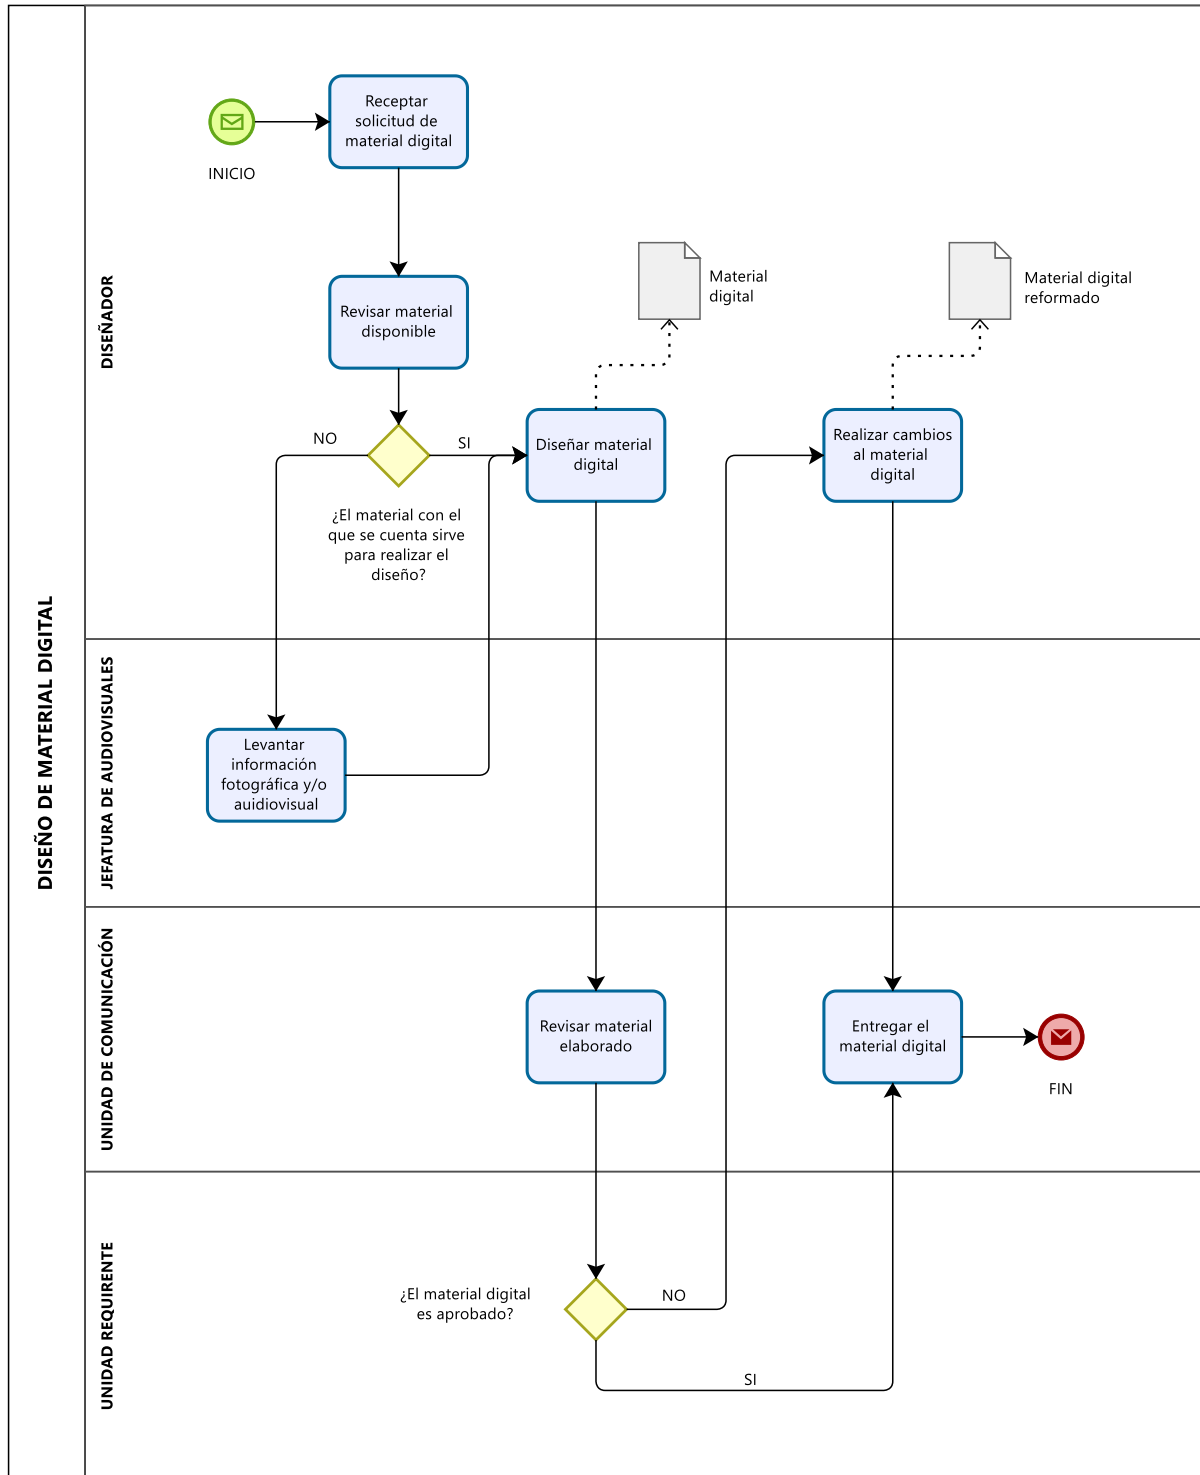 DISEÑO DE MATERIAL DIGITAL
DISEÑADOR
INICIO
Receptar
solicitud de
material digital
Revisar material
disponible
NO
SI
¿El material con el
que se cuenta sirve
para realizar el
diseño?
Diseñar material
digital
Material
digital
Realizar cambios
al material
digital
Material digital
reformado
JEFATURA DE AUDIOVISUALES
Levantar
información
fotográfica y/o
auidiovisual
UNIDAD DE COMUNICACIÓN
Revisar material
elaborado
Entregar el
material digital
FIN
UNIDAD REQUIRENTE
¿El material digital
es aprobado?
NO
SI